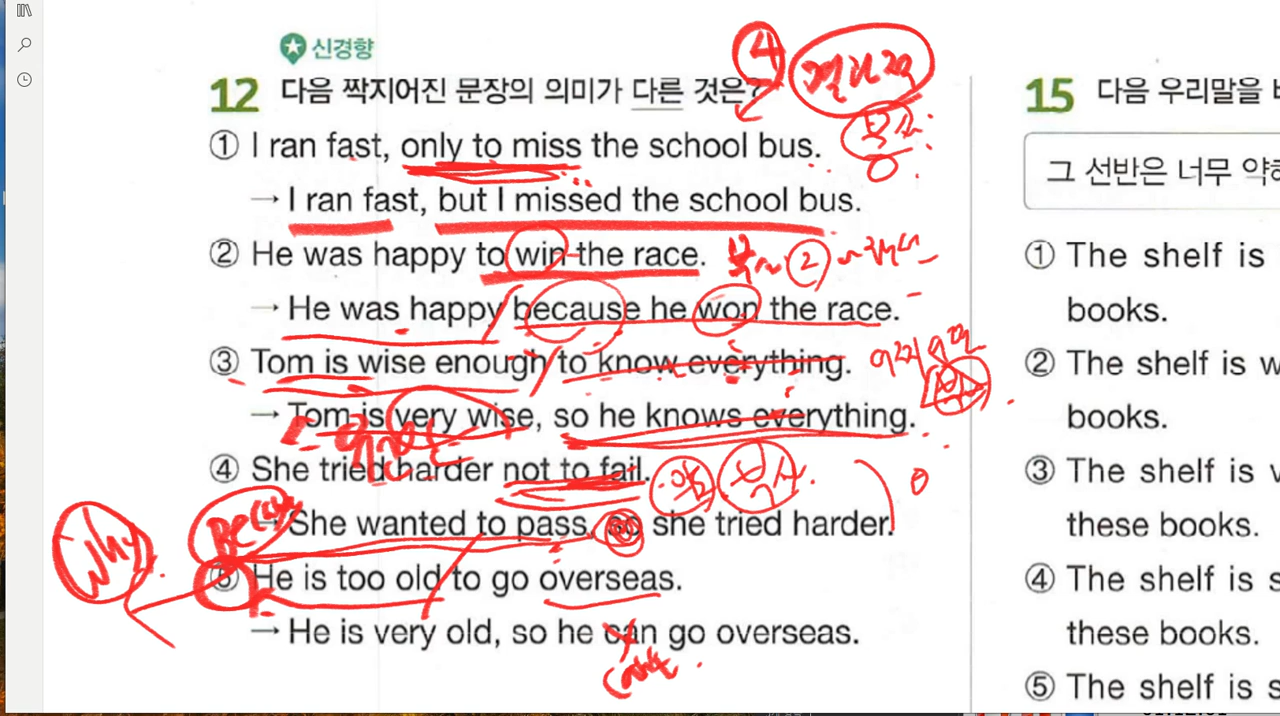 신경향
12 다음 짝지어진 문장의 의미가 다른 것은?
① I ran fast, only to miss the school bus.
→ I ran fast, but I missed the school bus.
② He was happy to win the race.
→ He was happy because he won the race.
③ Tom is wise enough to know everything.
→ Tom is very wise, so he knows everything.
④ She tried harder not to fail.
→ She wanted to pass, so she tried harder.
⑤ He is too old to go overseas.
→ He is very old, so he can go overseas.
4
2
Why
can't
15 다음 우리말을
그 선반은 너무
① The shelf is
books.
② The shelf is
books.
③ The shelf is
these books.
④ The shelf is
these books.
⑤ The shelf is